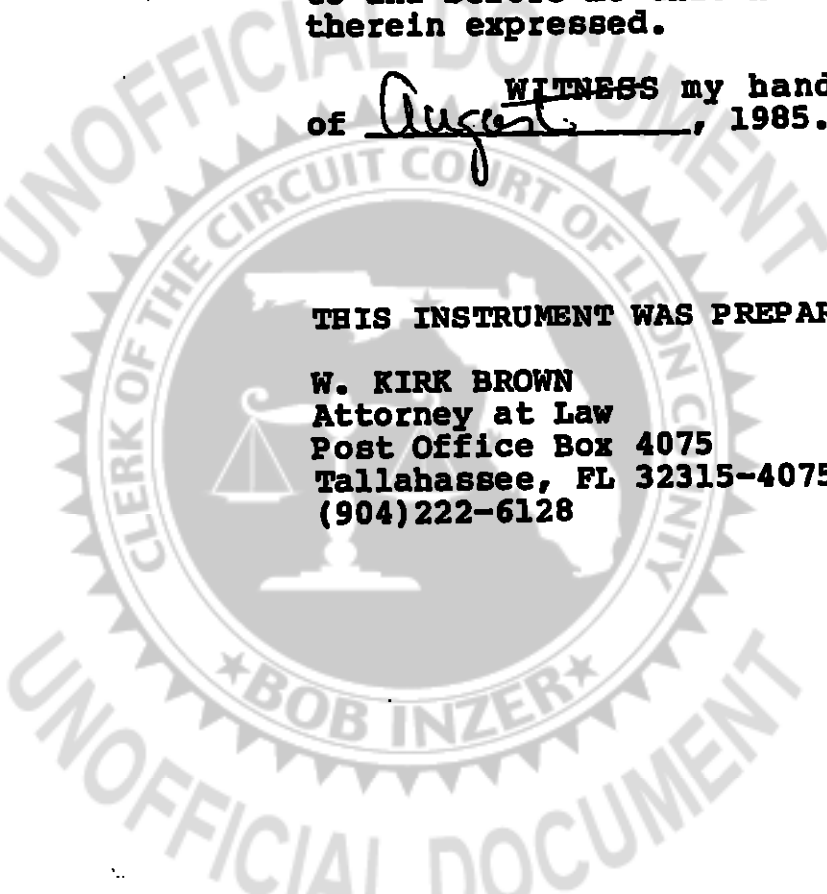 therein expressed.
WITNESS my hand
of August, 1985.
THIS INSTRUMENT WAS PREPAR
W. KIRK BROWN
Attorney at Law
Post Office Box 4075
Tallahassee, FL 32315-4075
(904)222-6128
UNOFFICIAL DOCUMENT
CLERK OF THE CIRCUIT COURT OF LEON COUNTY
★BOB INZER★
UNOFFICIAL DOCUMENT